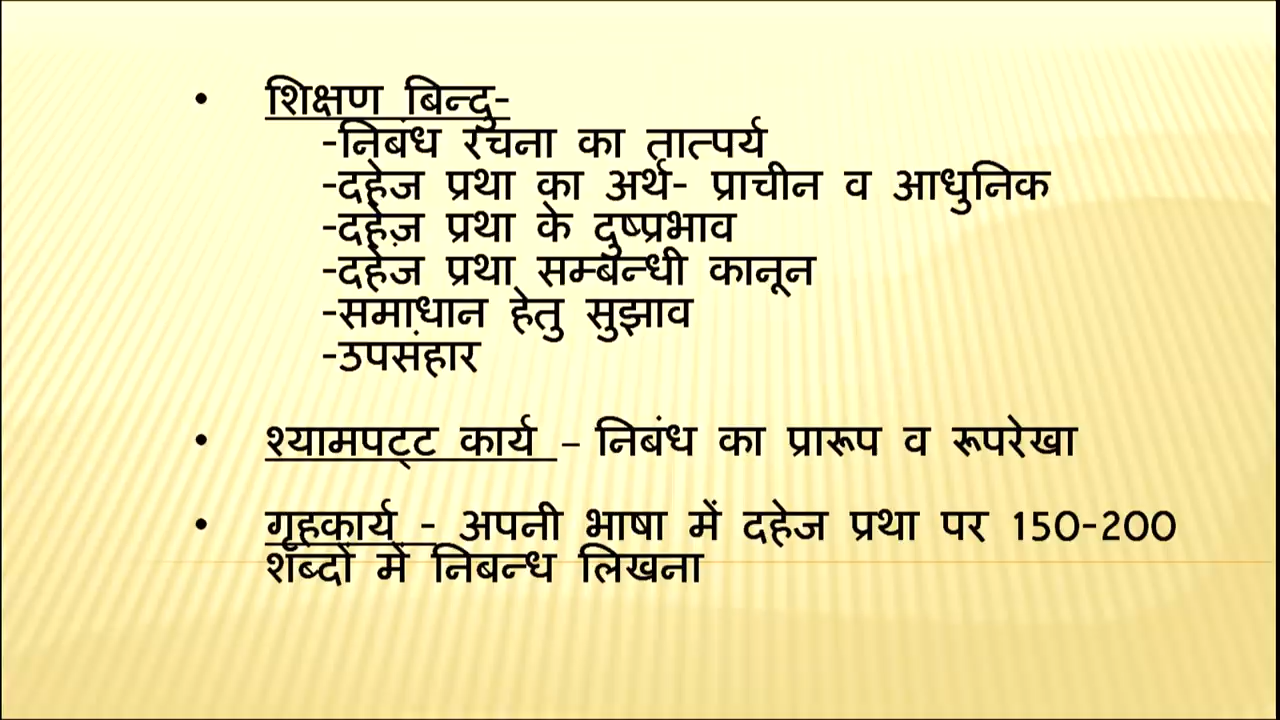 • शिक्षण बिन्दु-
-निबंध रचना का तात्पर्य
-दहेज प्रथा का अर्थ- प्राचीन व आधुनिक
-दहेज़ प्रथा के दुष्प्रभाव
-दहेज प्रथा सम्बन्धी कानून
-समाधान हेतु सुझाव
-उपसंहार
• श्यामपट्ट कार्य – निबंध का प्रारूप व रूपरेखा
• गृहकार्य - अपनी भाषा में दहेज प्रथा पर 150-200
शब्दों में निबन्ध लिखना